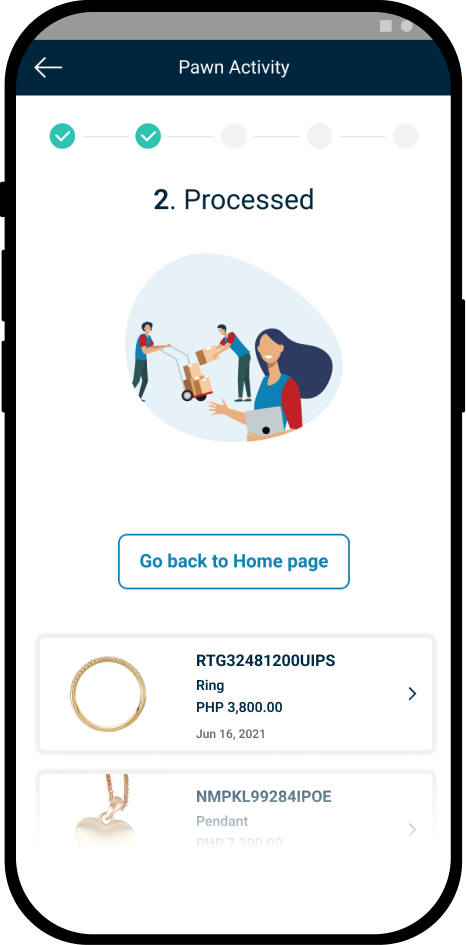 Pawn Activity
2. Processed
Go back to Home page
RTG32481200UIPS
Ring
PHP 3,800.00
Jun 16, 2021
NMPKL99284IPOE
Pendant
PHP 7,390.00